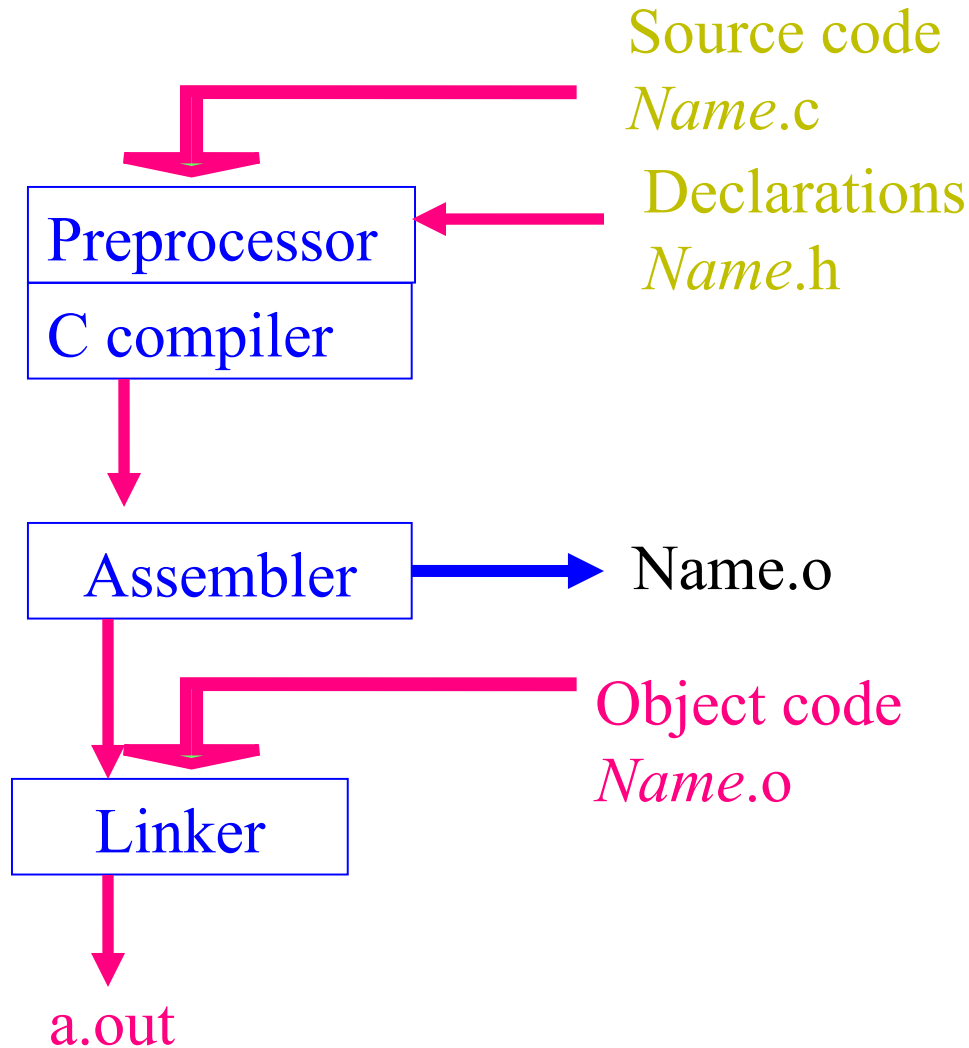 Source code
Name.c
Declarations
Name.h
Preprocessor
C compiler
Assembler
Name.o
Object code
Name.o
Linker
a.out